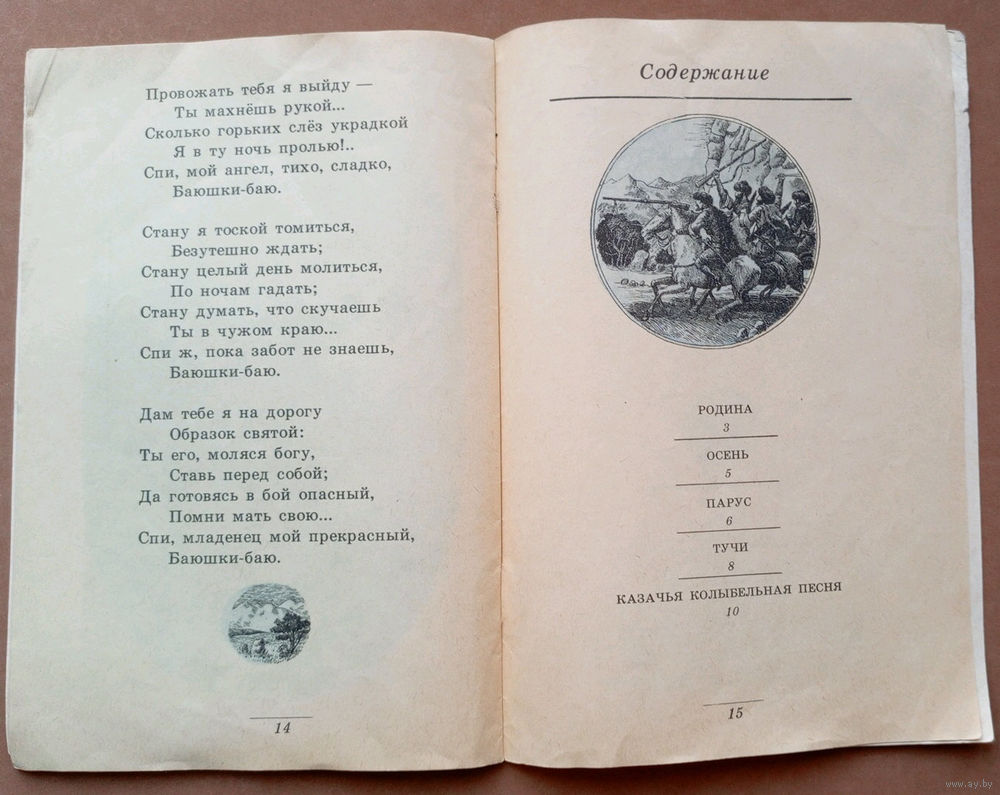 Провожать тебя я выйду —
Ты махнёшь рукой...
Сколько горьких слёз украдкой
Я в ту ночь пролью!..
Спи, мой ангел, тихо, сладко,
Баюшки-баю.
Стану я тоской томиться,
Безутешно ждать;
Стану целый день молиться,
По ночам гадать;
Стану думать, что скучаешь
Ты в чужом краю...
Спи ж, пока забот не знаешь,
Баюшки-баю.
Дам тебе я на дорогу
Образок святой:
Ты его, моляся богу,
Ставь перед собой;
Да готовясь в бой опасный,
Помни мать свою...
Спи, младенец мой прекрасный,
Баюшки-баю.
14
Содержание
РОДИНА
3
ОСЕНЬ
5
ПАРУС
6
ТУЧИ
8
КАЗАЧЬЯ КОЛЫБЕЛЬНАЯ ПЕСНЯ
10
15
www.ay.by